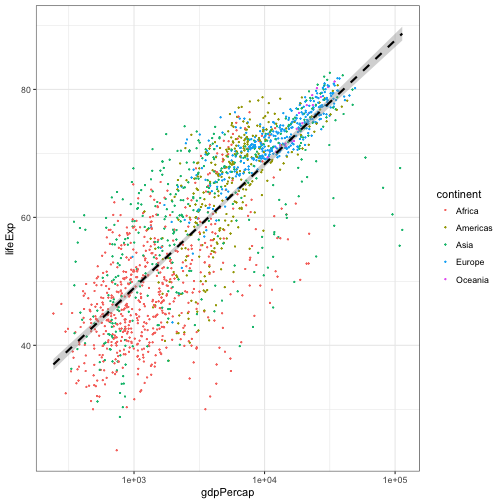 80
60
40
lifeExp
1e+03
1e+04
1e+05
gdpPercap
continent
Africa
Americas
Asia
Europe
Oceania